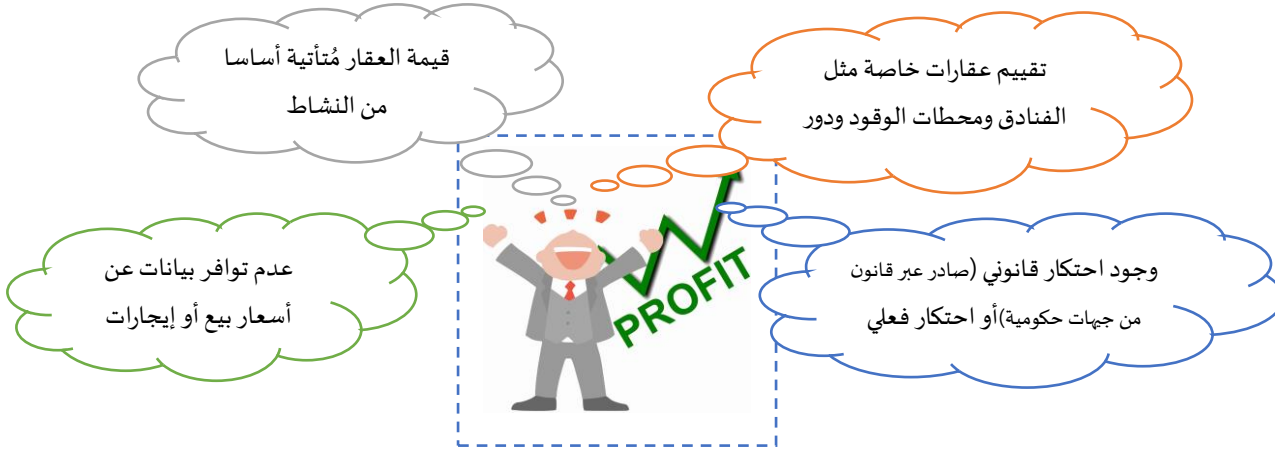 تقييم عقارات خاصة مثل
الفنادق ومحطات الوقود ودور
قيمة العقار مُتأتية أساسا
من النشاط
وجود احتكار قانوني (صادر عبر قانون
من جهات حكومية)أو احتكار فعلي
عدم توافر بيانات عن
أسعار بيع أو إيجارات
PROFIT